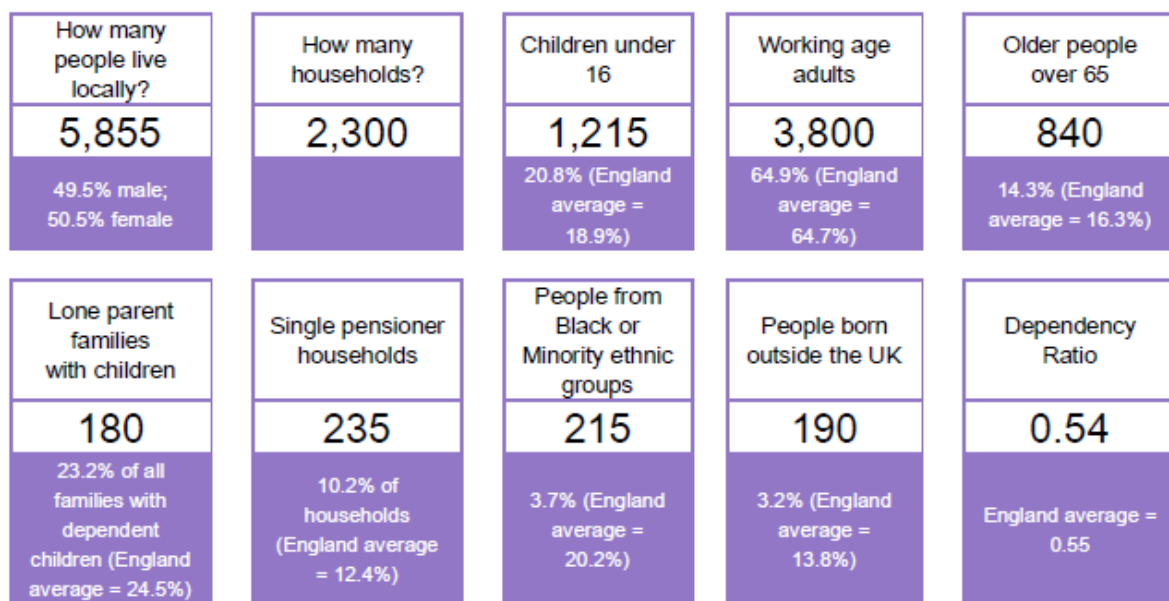 How many
people live
locally?
5,855
49.5% male;
50.5% female
How many
households?
2,300
Children under
16
1,215
20.8% (England
average =
18.9%)
Working age
adults
3,800
64.9% (England
average =
64.7%)
Older people
over 65
840
14.3% (England
average = 16.3%)
Lone parent
families
with children
180
23.2% of all
families with
dependent
children (England
average = 24.5%)
Single pensioner
households
235
10.2% of
households
(England average
= 12.4%)
People from
Black or
Minority ethnic
groups
215
3.7% (England
average =
20.2%)
People born
outside the UK
190
3.2% (England
average =
13.8%)
Dependency
Ratio
0.54
England average =
0.55